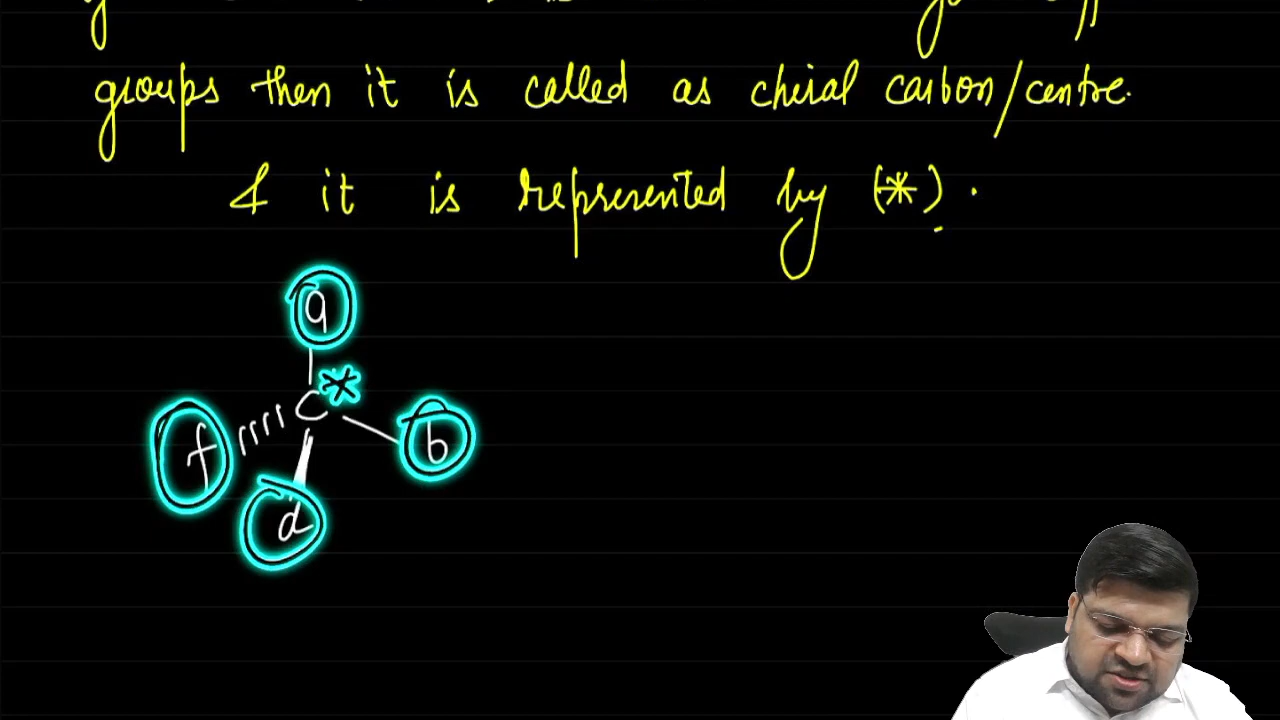 groups then it is called as chiral carbon/centre.
& it is represented by (*) .
a
C *
f b
d